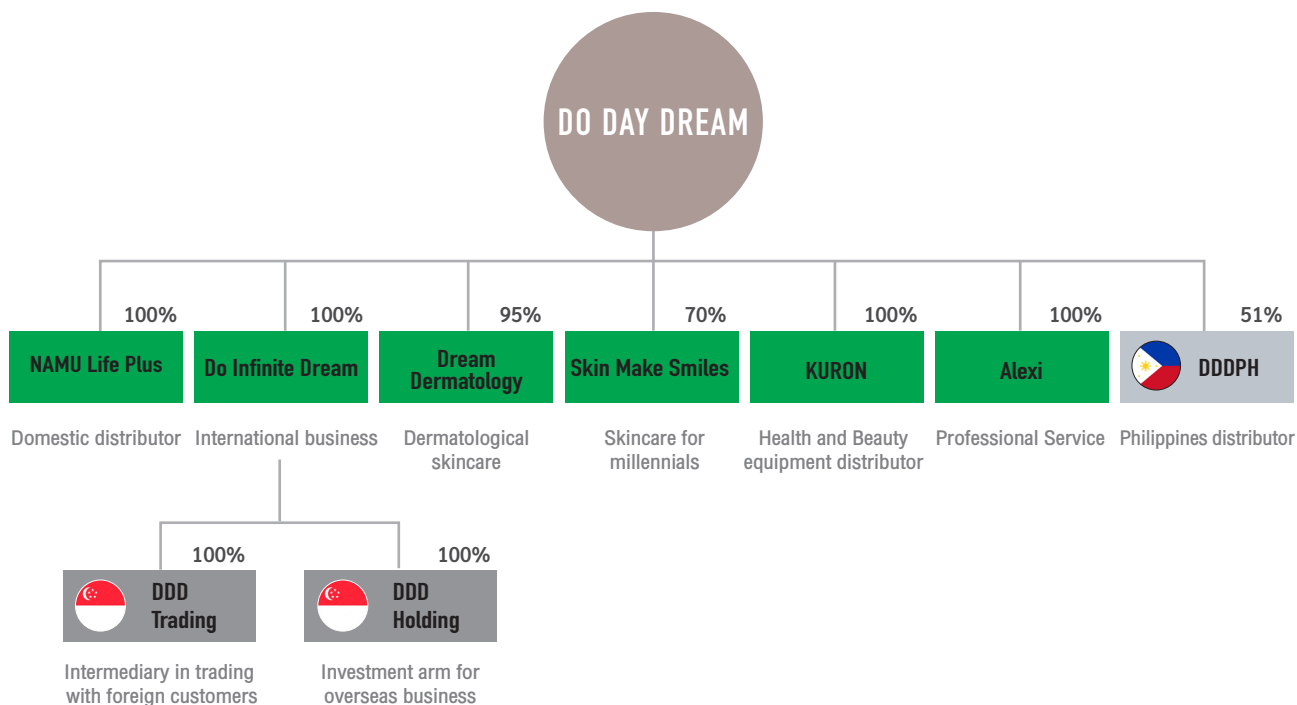 DO DAY DREAM
100%
100%
95%
70%
100%
100%
51%
NAMU Life Plus
Do Infinite Dream
Dream
Dermatology
Skin Make Smiles
KURON
Alexi
DDDPH
Domestic distributor
International business
Dermatological
skincare
Skincare for
millennials
Health and Beauty
equipment distributor
Professional Service
Philippines distributor
100%
100%
DDD
Trading
DDD
Holding
Intermediary in trading
with foreign customers
Investment arm for
overseas business